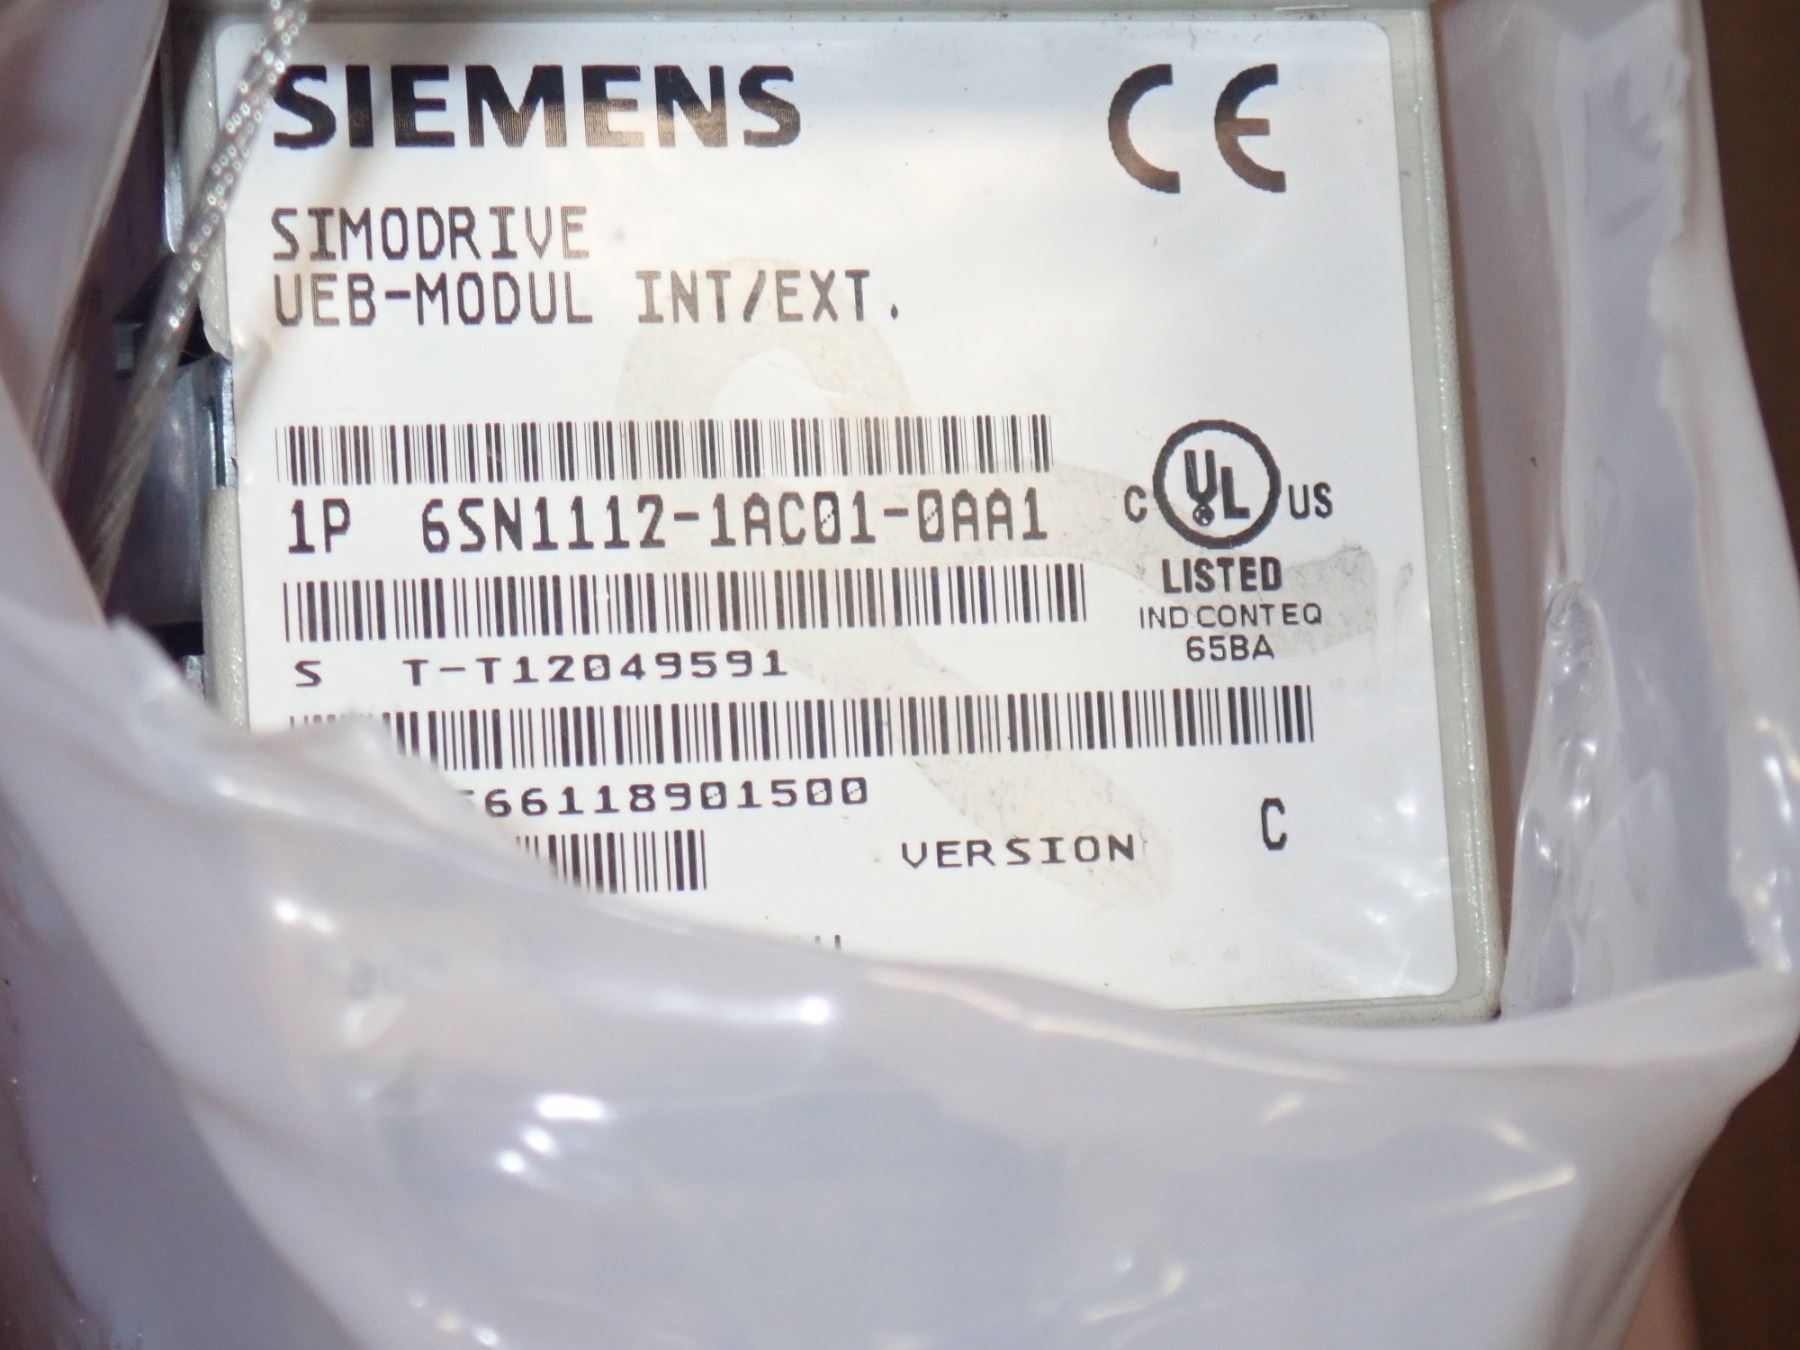 SIEMENS CE
SIMODRIVE
UEB-MODUL INT/EXT.
1P 6SN1112-1AC01-0AA1
C UL US
LISTED
IND.CONT.EQ
65BA
S T-T12049591
66118901500
VERSION C